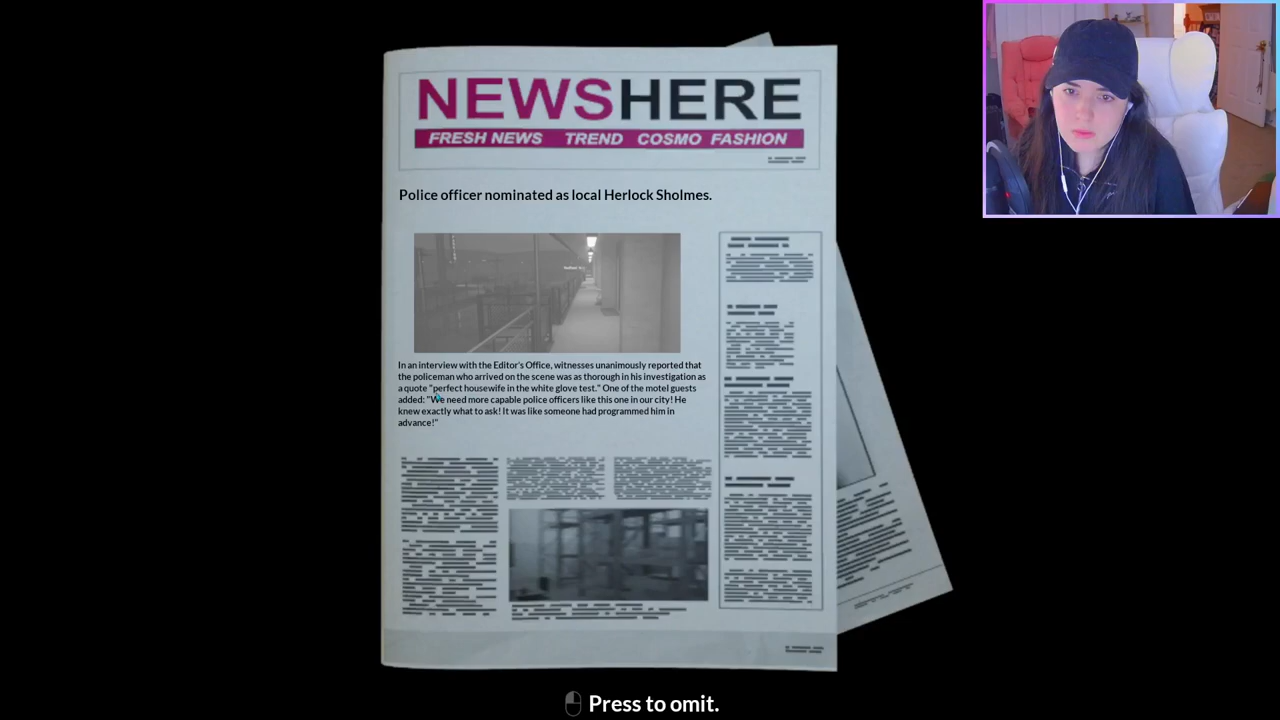 NEWSHERE
FRESH NEWS TREND COSMO FASHION
Police officer nominated as local Herlock Sholmes.
In an interview with the Editor's Office, witnesses unanimously reported that
the policeman who arrived on the scene was as thorough in his investigation as
a quote "perfect housewife in the white glove test." One of the motel guests
added: "We need more capable police officers like this one in our city! He
knew exactly what to ask! It was like someone had programmed him in
advance!"
Press to omit.